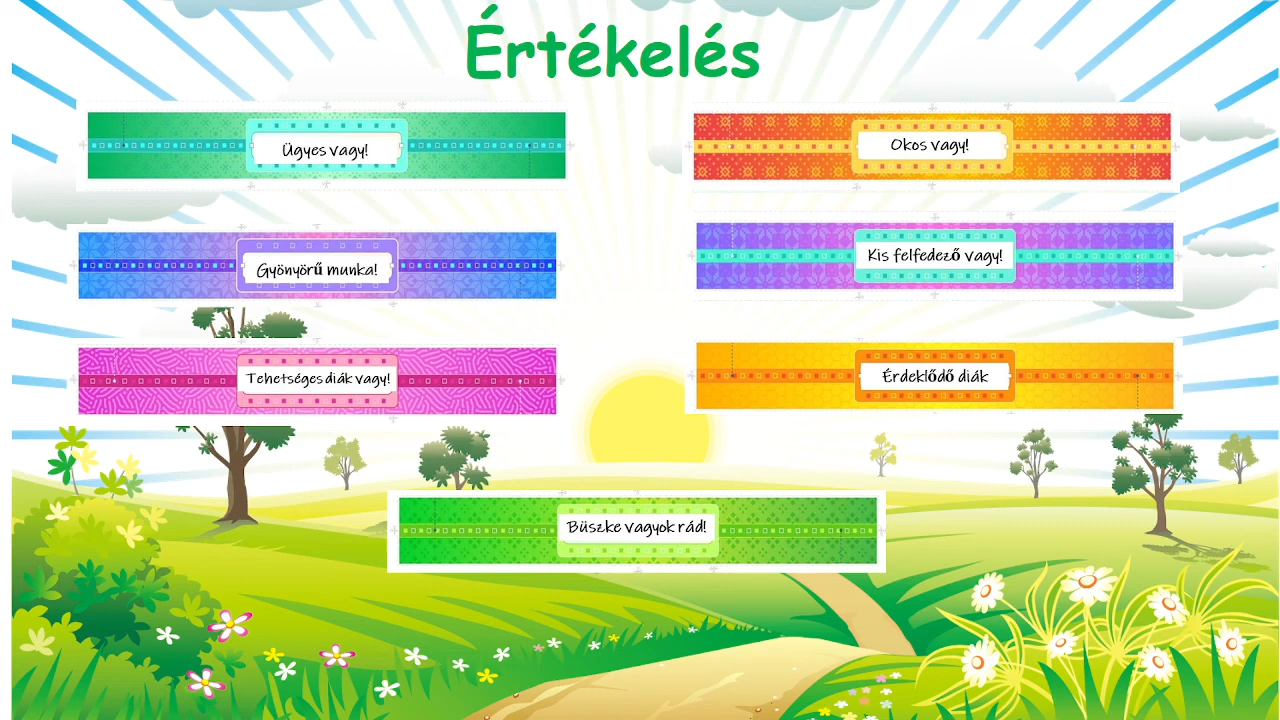 Értékelés
Ügyes vagy!
Okos vagy!
Gyönyörű munka!
Kis felfedező vagy!
Tehetséges diák vagy!
Érdeklődő diák
Büszke vagyok rád!